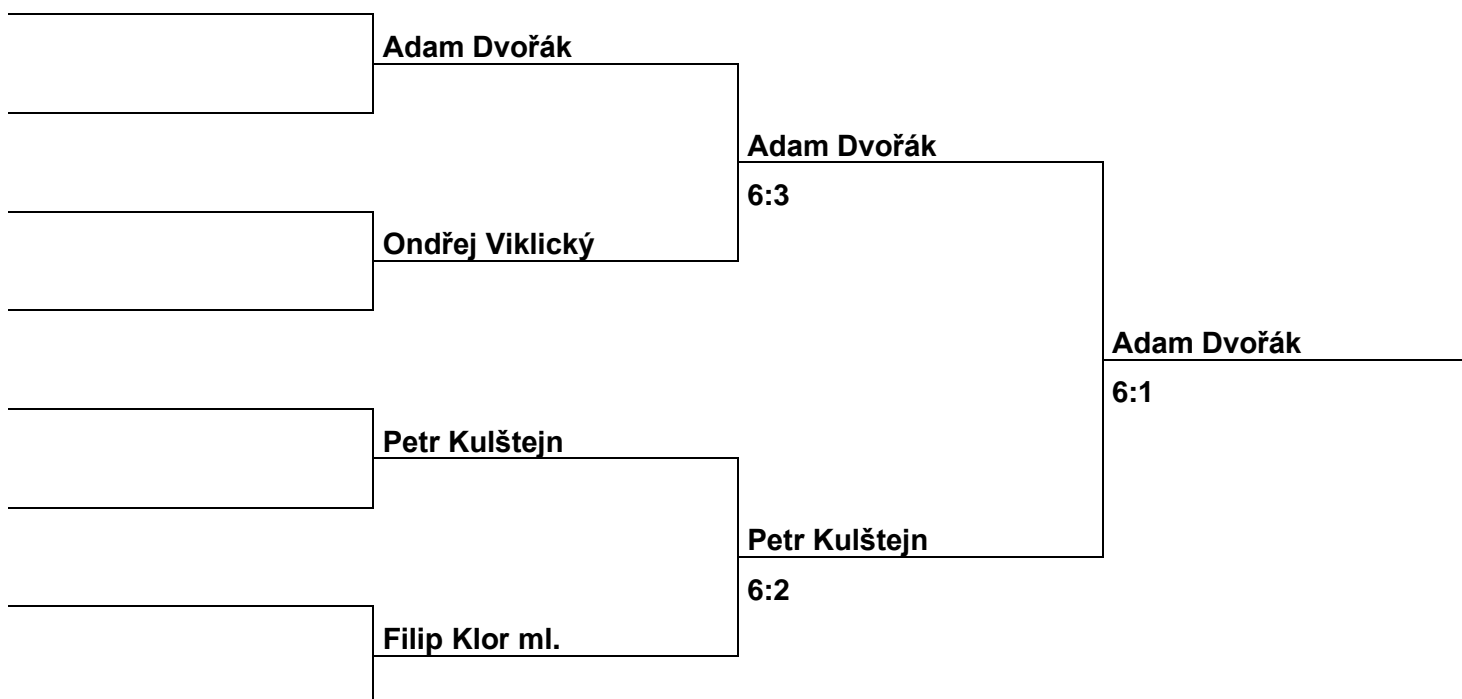 Adam Dvořák
Adam Dvořák
6:3
Ondřej Viklický
Adam Dvořák
6:1
Petr Kulštejn
Petr Kulštejn
6:2
Filip Klor ml.